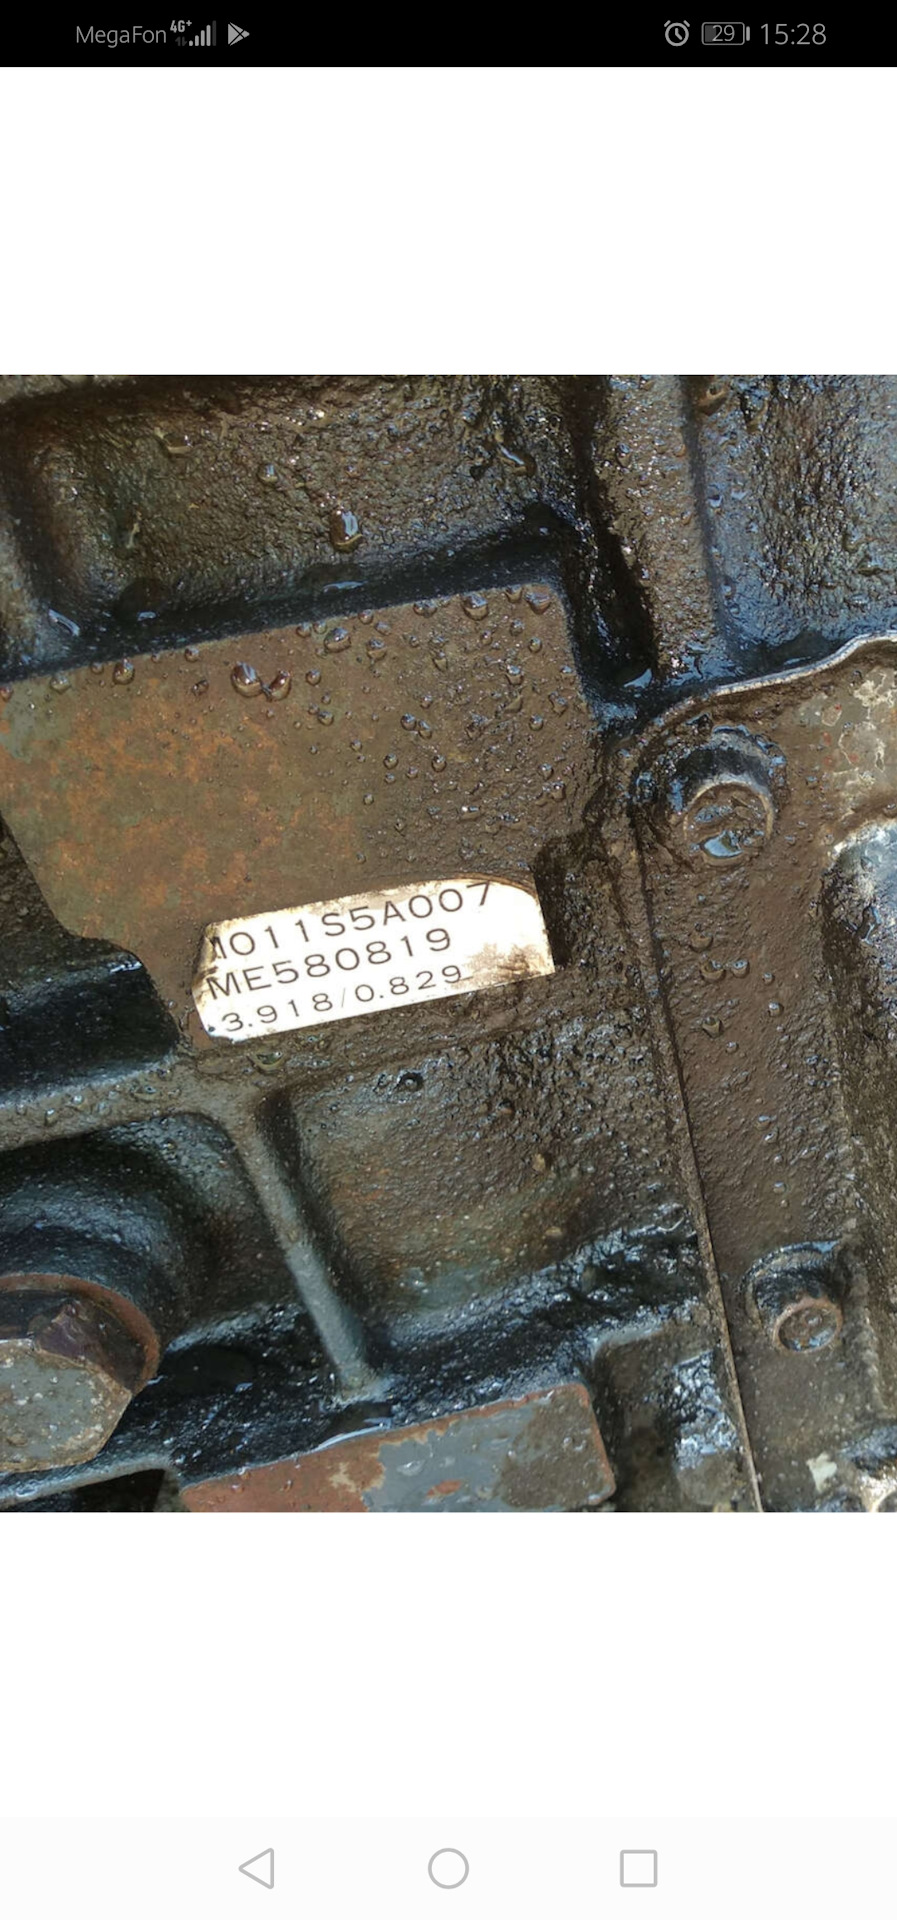 MegaFon 4G+ 29 15:28
M011S5A007
ME580819
3.918/0.829